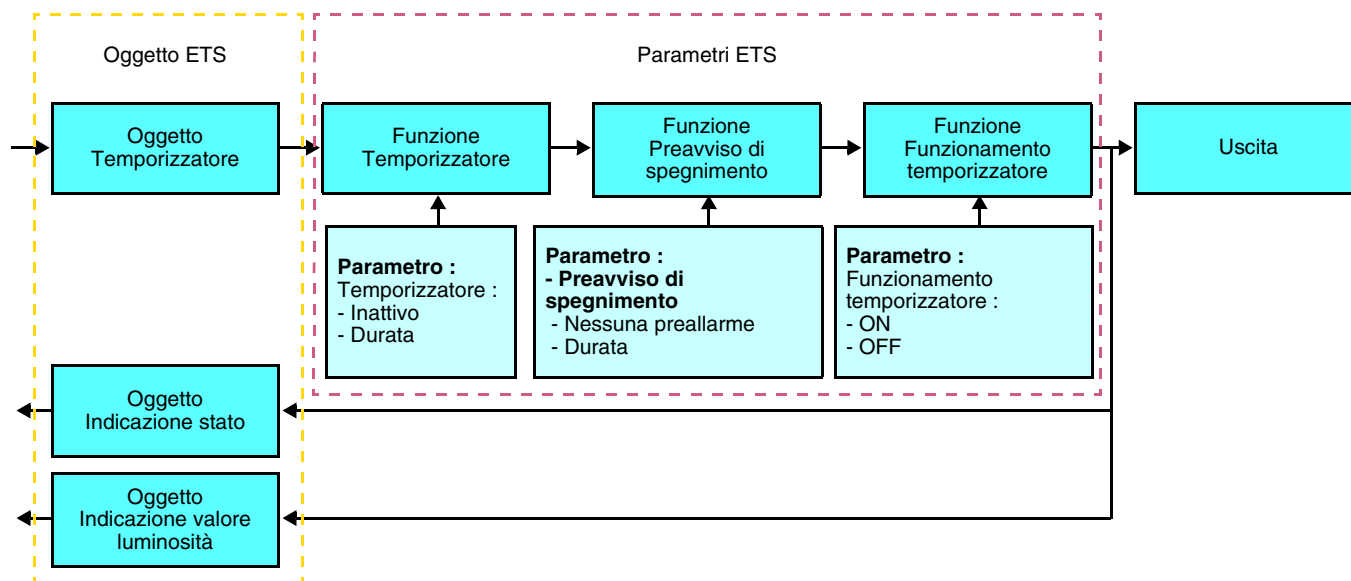 Oggetto ETS
Parametri ETS
Oggetto
Temporizzatore
Funzione
Temporizzatore
Funzione
Preavviso di
spegnimento
Funzione
Funzionamento
temporizzatore
Uscita
Parametro :
Temporizzatore :
- Inattivo
- Durata
Parametro :
- Preavviso di
spegnimento
- Nessuna preallarme
- Durata
Parametro :
Funzionamento
temporizzatore :
- ON
- OFF
Oggetto
Indicazione stato
Oggetto
Indicazione valore
luminosità